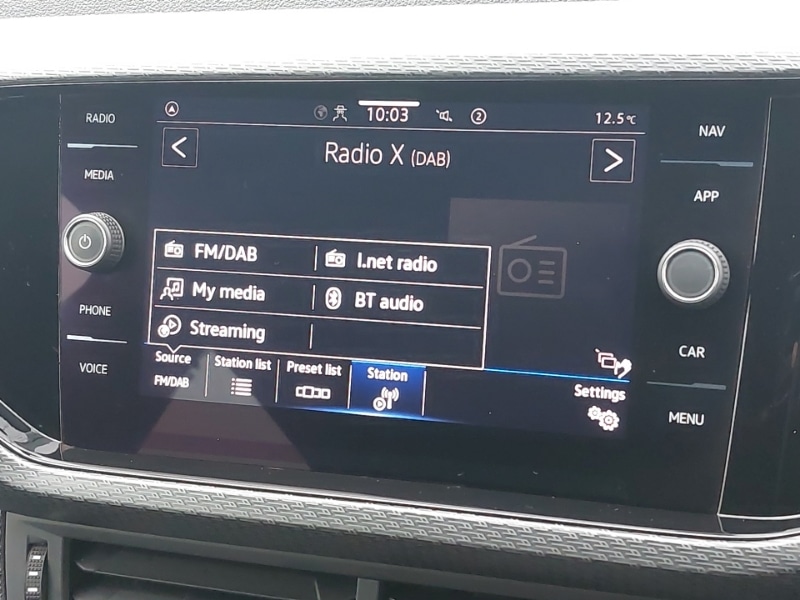 RADIO
MEDIA
PHONE
VOICE
10:03
2
12.5°C
Radio X (DAB)
FM/DAB
I.net radio
My media
BT audio
Streaming
Source
FM/DAB
Station list
Preset list
Station
Settings
NAV
APP
CAR
MENU